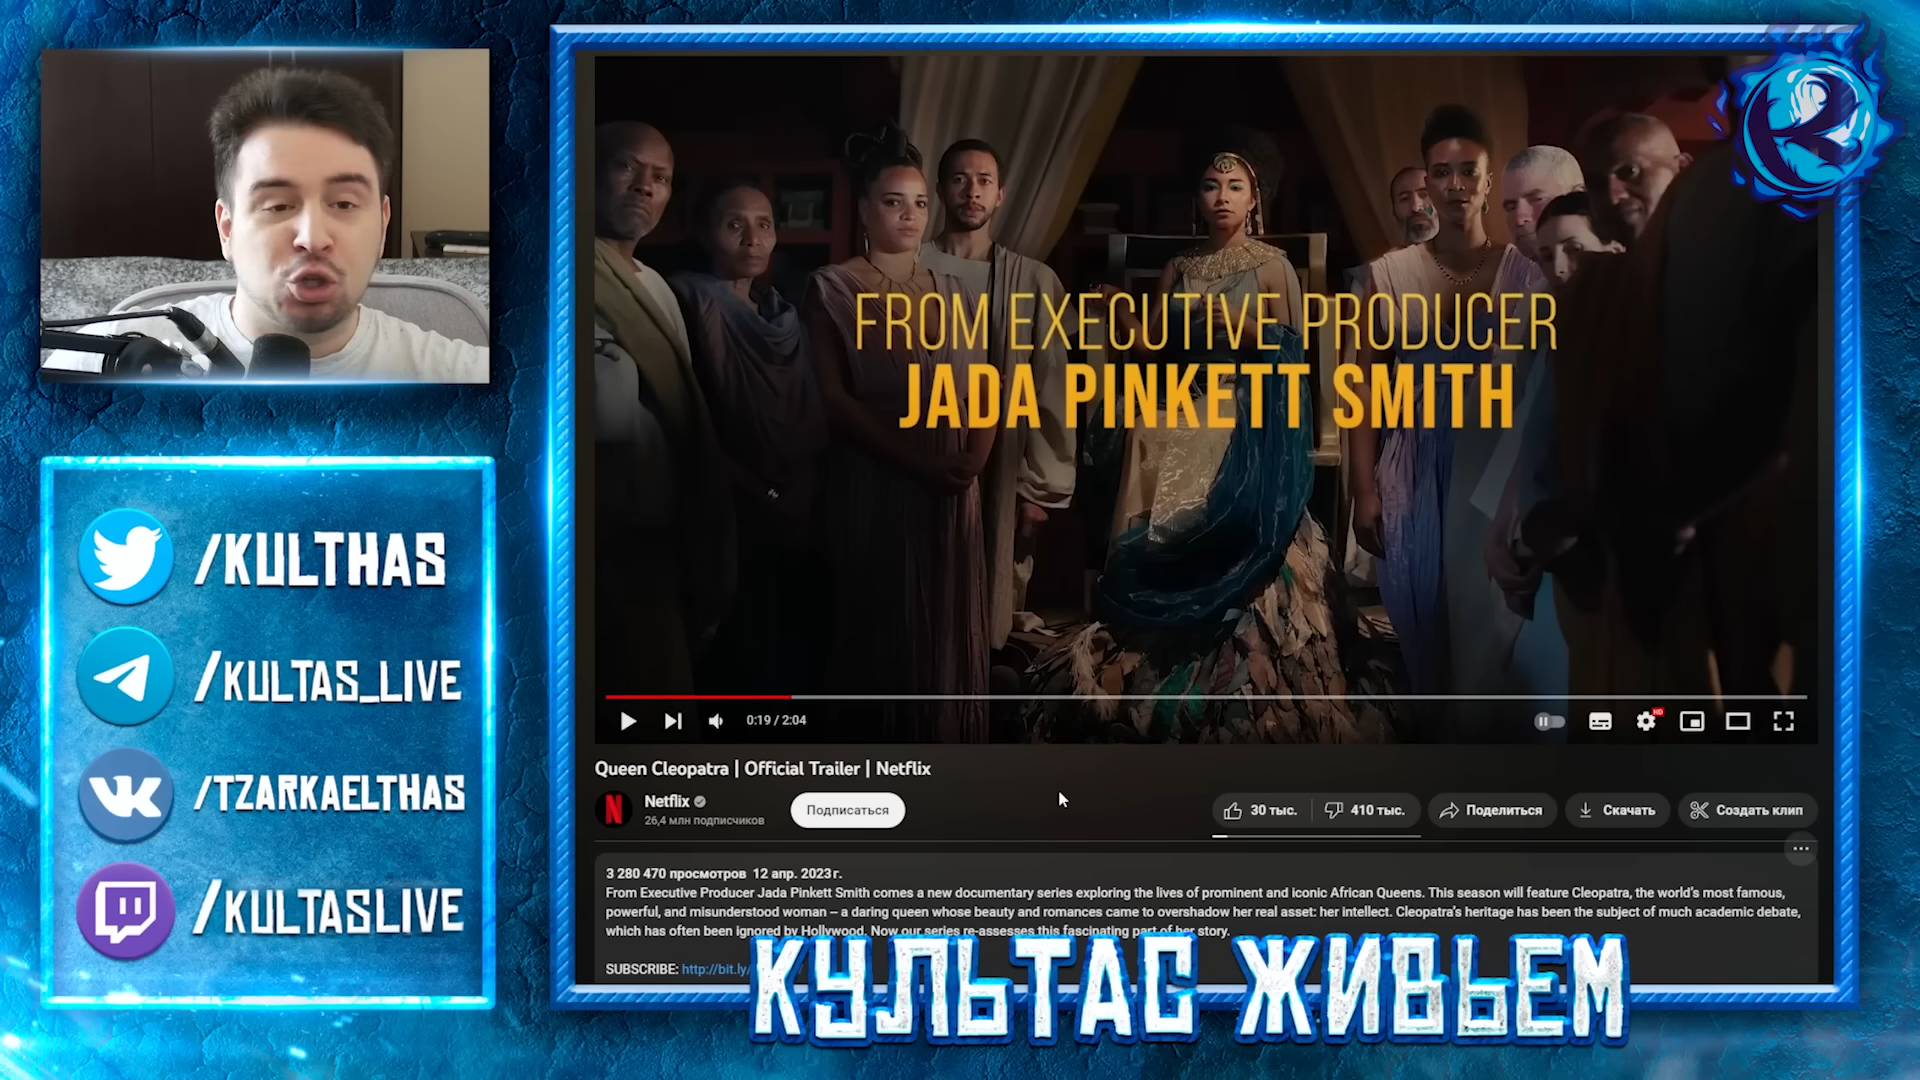 /KULTHAS
/KULTAS_LIVE
/TZARKAELTHAS
/KULTASLIVE
FROM EXECUTIVE PRODUCER
JADA PINKETT SMITH
0:19 / 2:04
HD
Queen Cleopatra | Official Trailer | Netflix
Netflix
26,4 млн подписчиков
Подписаться
30 тыс.
410 тыс.
Поделиться
Скачать
Создать клип
3 280 470 просмотров 12 апр. 2023 г.
From Executive Producer Jada Pinkett Smith comes a new documentary series exploring the lives of prominent and iconic African Queens. This season will feature Cleopatra, the world's most famous,
powerful, and misunderstood woman – a daring queen whose beauty and romances came to overshadow her real asset: her intellect. Cleopatra's heritage has been the subject of much academic debate,
which has often been ignored by Hollywood. Now our series re-assesses this fascinating part of her story.
SUBSCRIBE: http://bit.ly/
КУЛЬТАС ЖИВЬЕМ